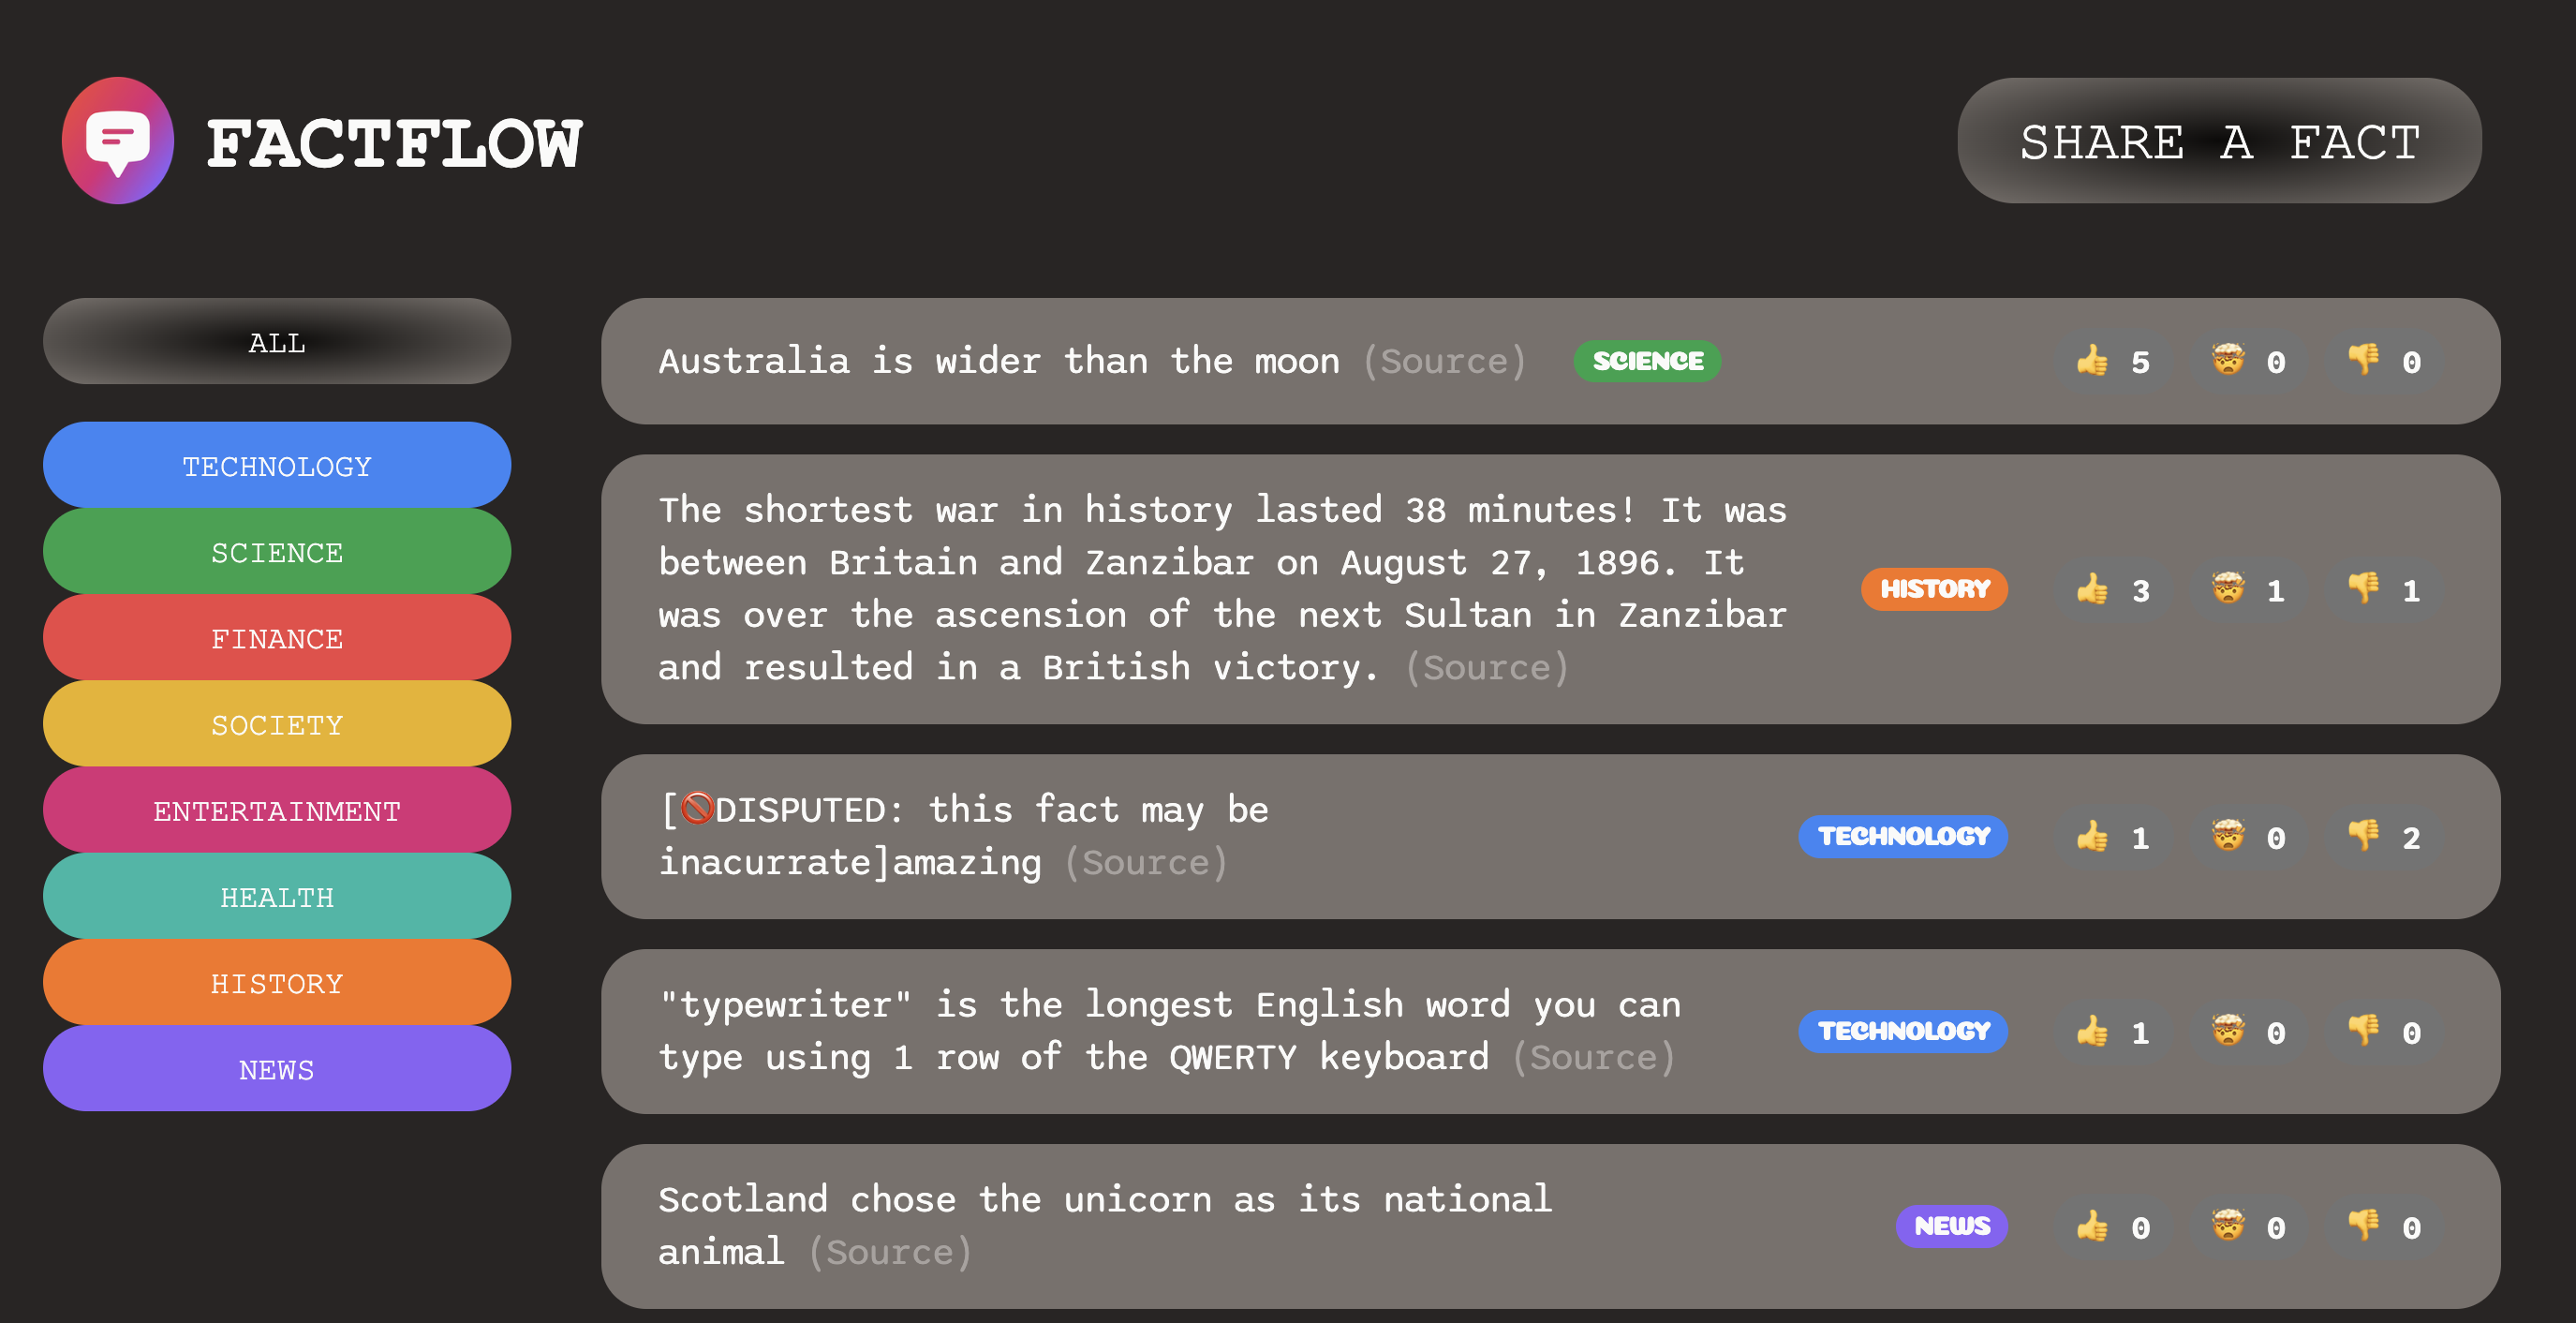 FACTFLOW
SHARE A FACT
ALL
TECHNOLOGY
SCIENCE
FINANCE
SOCIETY
ENTERTAINMENT
HEALTH
HISTORY
NEWS
Australia is wider than the moon (Source) SCIENCE 👍 5 🤯 0 👎 0
The shortest war in history lasted 38 minutes! It was
between Britain and Zanzibar on August 27, 1896. It
was over the ascension of the next Sultan in Zanzibar
and resulted in a British victory. (Source)
HISTORY 👍 3 🤯 1 👎 1
[🚫DISPUTED: this fact may be
inacurrate]amazing (Source)
TECHNOLOGY 👍 1 🤯 0 👎 2
"typewriter" is the longest English word you can
type using 1 row of the QWERTY keyboard (Source)
TECHNOLOGY 👍 1 🤯 0 👎 0
Scotland chose the unicorn as its national
animal (Source)
NEWS 👍 0 🤯 0 👎 0